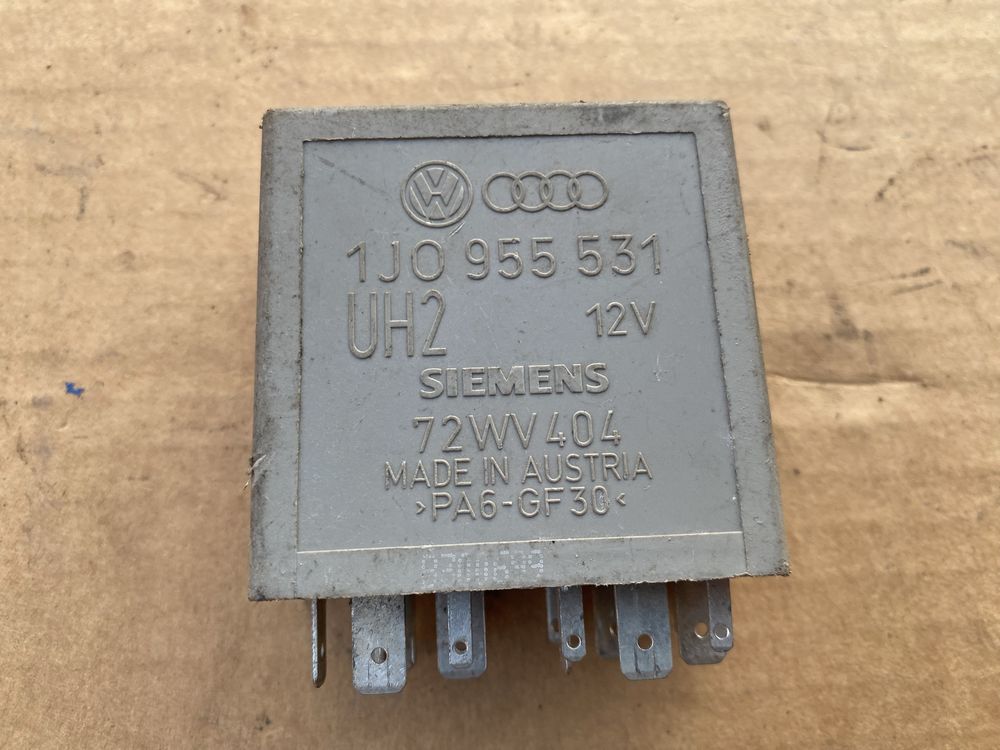 1J0 955 531
UH2 12V
SIEMENS
72WV404
MADE IN AUSTRIA
>PA6-GF30<